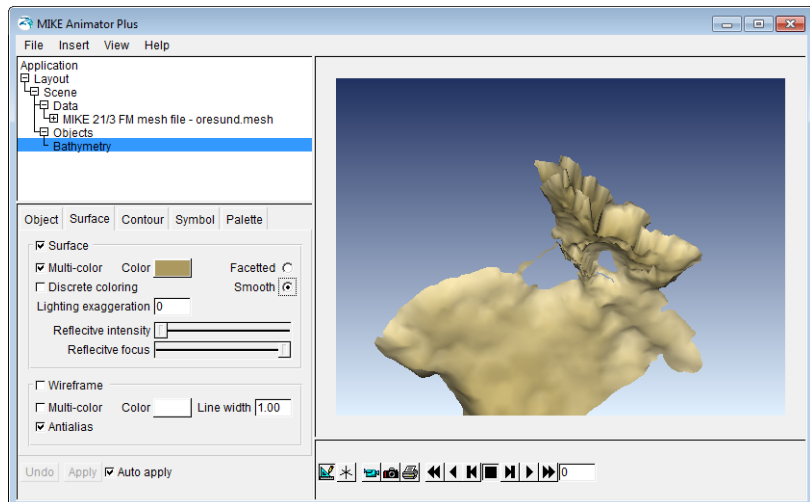 MIKE Animator Plus
File Insert View Help
Application
Layout
Scene
Data
MIKE 21/3 FM mesh file - oresund.mesh
Objects
Bathymetry
Object Surface Contour Symbol Palette
Surface
Multi-color Color Facetted
Discrete coloring Smooth
Lighting exaggeration 0
Reflecitve intensity
Reflecitve focus
Wireframe
Multi-color Color Line width 1.00
Antialias
Undo Apply Auto apply
0